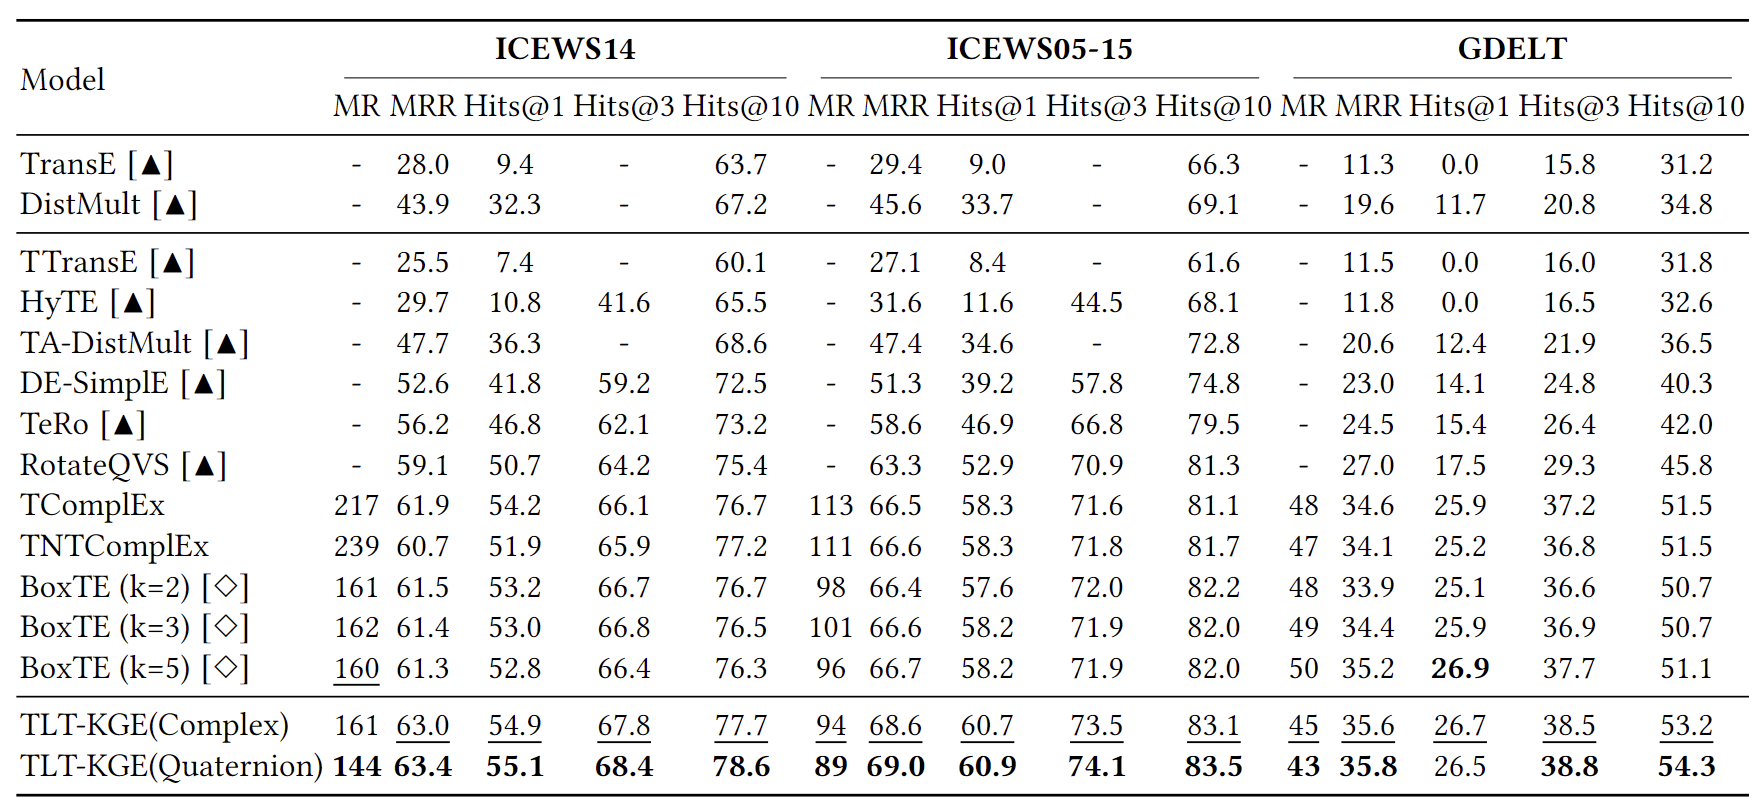 ICEWS14 ICEWS05-15 GDELT
Model
MR MRR Hits@1 Hits@3 Hits@10 MR MRR Hits@1 Hits@3 Hits@10 MR MRR Hits@1 Hits@3 Hits@10
TransE [▲] - 28.0 9.4 - 63.7 - 29.4 9.0 - 66.3 - 11.3 0.0 15.8 31.2
DistMult [▲] - 43.9 32.3 - 67.2 - 45.6 33.7 - 69.1 - 19.6 11.7 20.8 34.8
TTransE [▲] - 25.5 7.4 - 60.1 - 27.1 8.4 - 61.6 - 11.5 0.0 16.0 31.8
HyTE [▲] - 29.7 10.8 41.6 65.5 - 31.6 11.6 44.5 68.1 - 11.8 0.0 16.5 32.6
TA-DistMult [▲] - 47.7 36.3 - 68.6 - 47.4 34.6 - 72.8 - 20.6 12.4 21.9 36.5
DE-SimplE [▲] - 52.6 41.8 59.2 72.5 - 51.3 39.2 57.8 74.8 - 23.0 14.1 24.8 40.3
TeRo [▲] - 56.2 46.8 62.1 73.2 - 58.6 46.9 66.8 79.5 - 24.5 15.4 26.4 42.0
RotateQVS [▲] - 59.1 50.7 64.2 75.4 - 63.3 52.9 70.9 81.3 - 27.0 17.5 29.3 45.8
TComplEx 217 61.9 54.2 66.1 76.7 113 66.5 58.3 71.6 81.1 48 34.6 25.9 37.2 51.5
TNTComplEx 239 60.7 51.9 65.9 77.2 111 66.6 58.3 71.8 81.7 47 34.1 25.2 36.8 51.5
BoxTE (k=2) [◇] 161 61.5 53.2 66.7 76.7 98 66.4 57.6 72.0 82.2 48 33.9 25.1 36.6 50.7
BoxTE (k=3) [◇] 162 61.4 53.0 66.8 76.5 101 66.6 58.2 71.9 82.0 49 34.4 25.9 36.9 50.7
BoxTE (k=5) [◇] 160 61.3 52.8 66.4 76.3 96 66.7 58.2 71.9 82.0 50 35.2 26.9 37.7 51.1
TLT-KGE(Complex) 161 63.0 54.9 67.8 77.7 94 68.6 60.7 73.5 83.1 45 35.6 26.7 38.5 53.2
TLT-KGE(Quaternion) 144 63.4 55.1 68.4 78.6 89 69.0 60.9 74.1 83.5 43 35.8 26.5 38.8 54.3